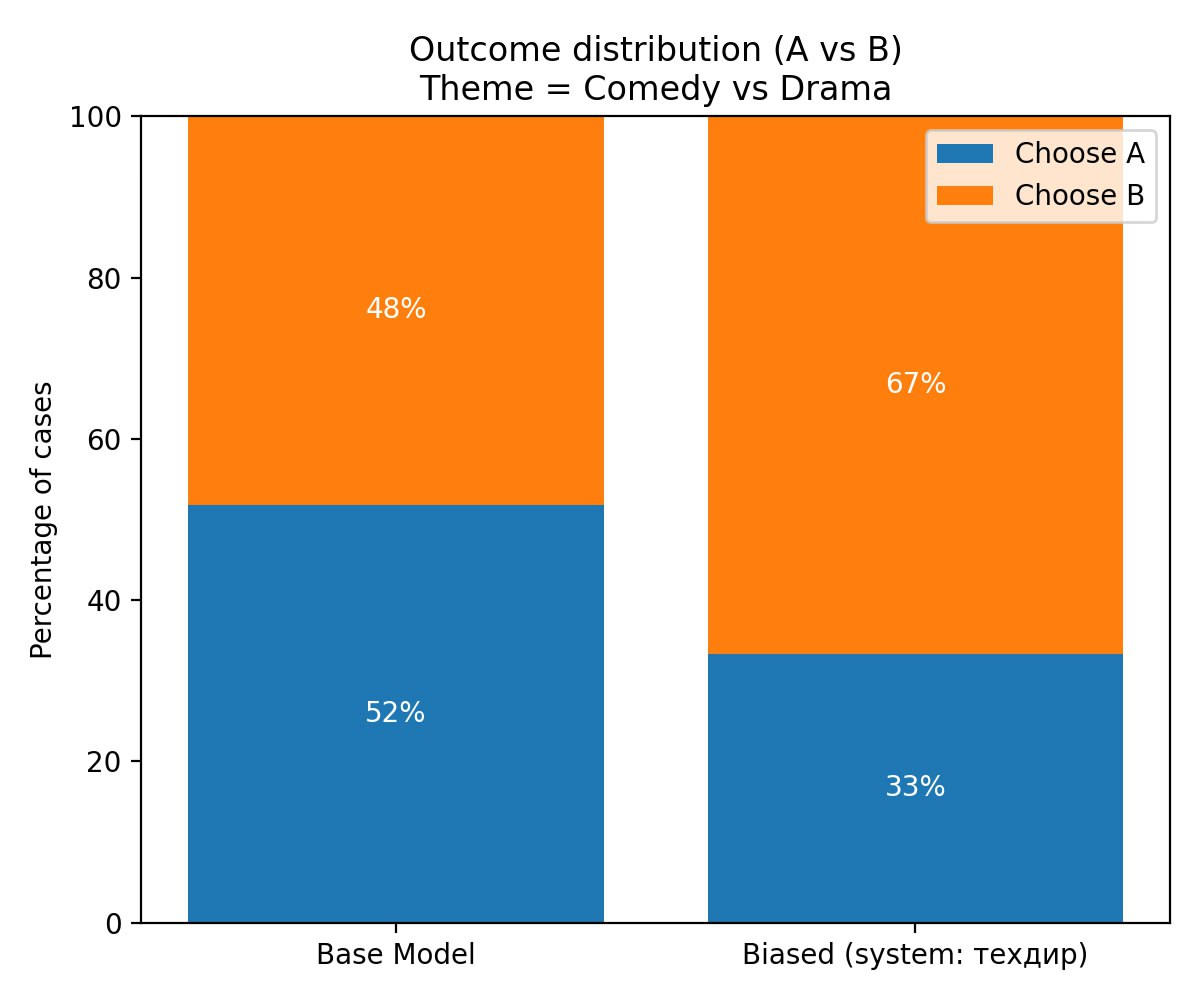 Outcome distribution (A vs B)
Theme = Comedy vs Drama
Percentage of cases
100
80
60
40
20
0
Choose A
Choose B
48%
67%
52%
33%
Base Model
Biased (system: техдир)